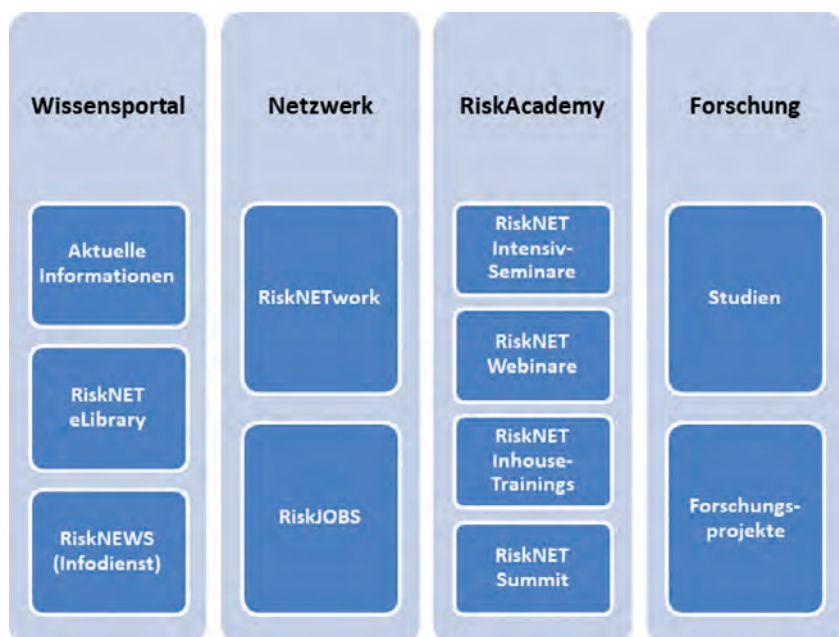 Wissensportal
Aktuelle
Informationen
RiskNET
eLibrary
RiskNEWS
(Infodienst)
Netzwerk
RiskNETwork
RiskJOBS
RiskAcademy
RiskNET
Intensiv-
Seminare
RiskNET
Webinare
RiskNET
Inhouse-
Trainings
RiskNET
Summit
Forschung
Studien
Forschungs-
projekte